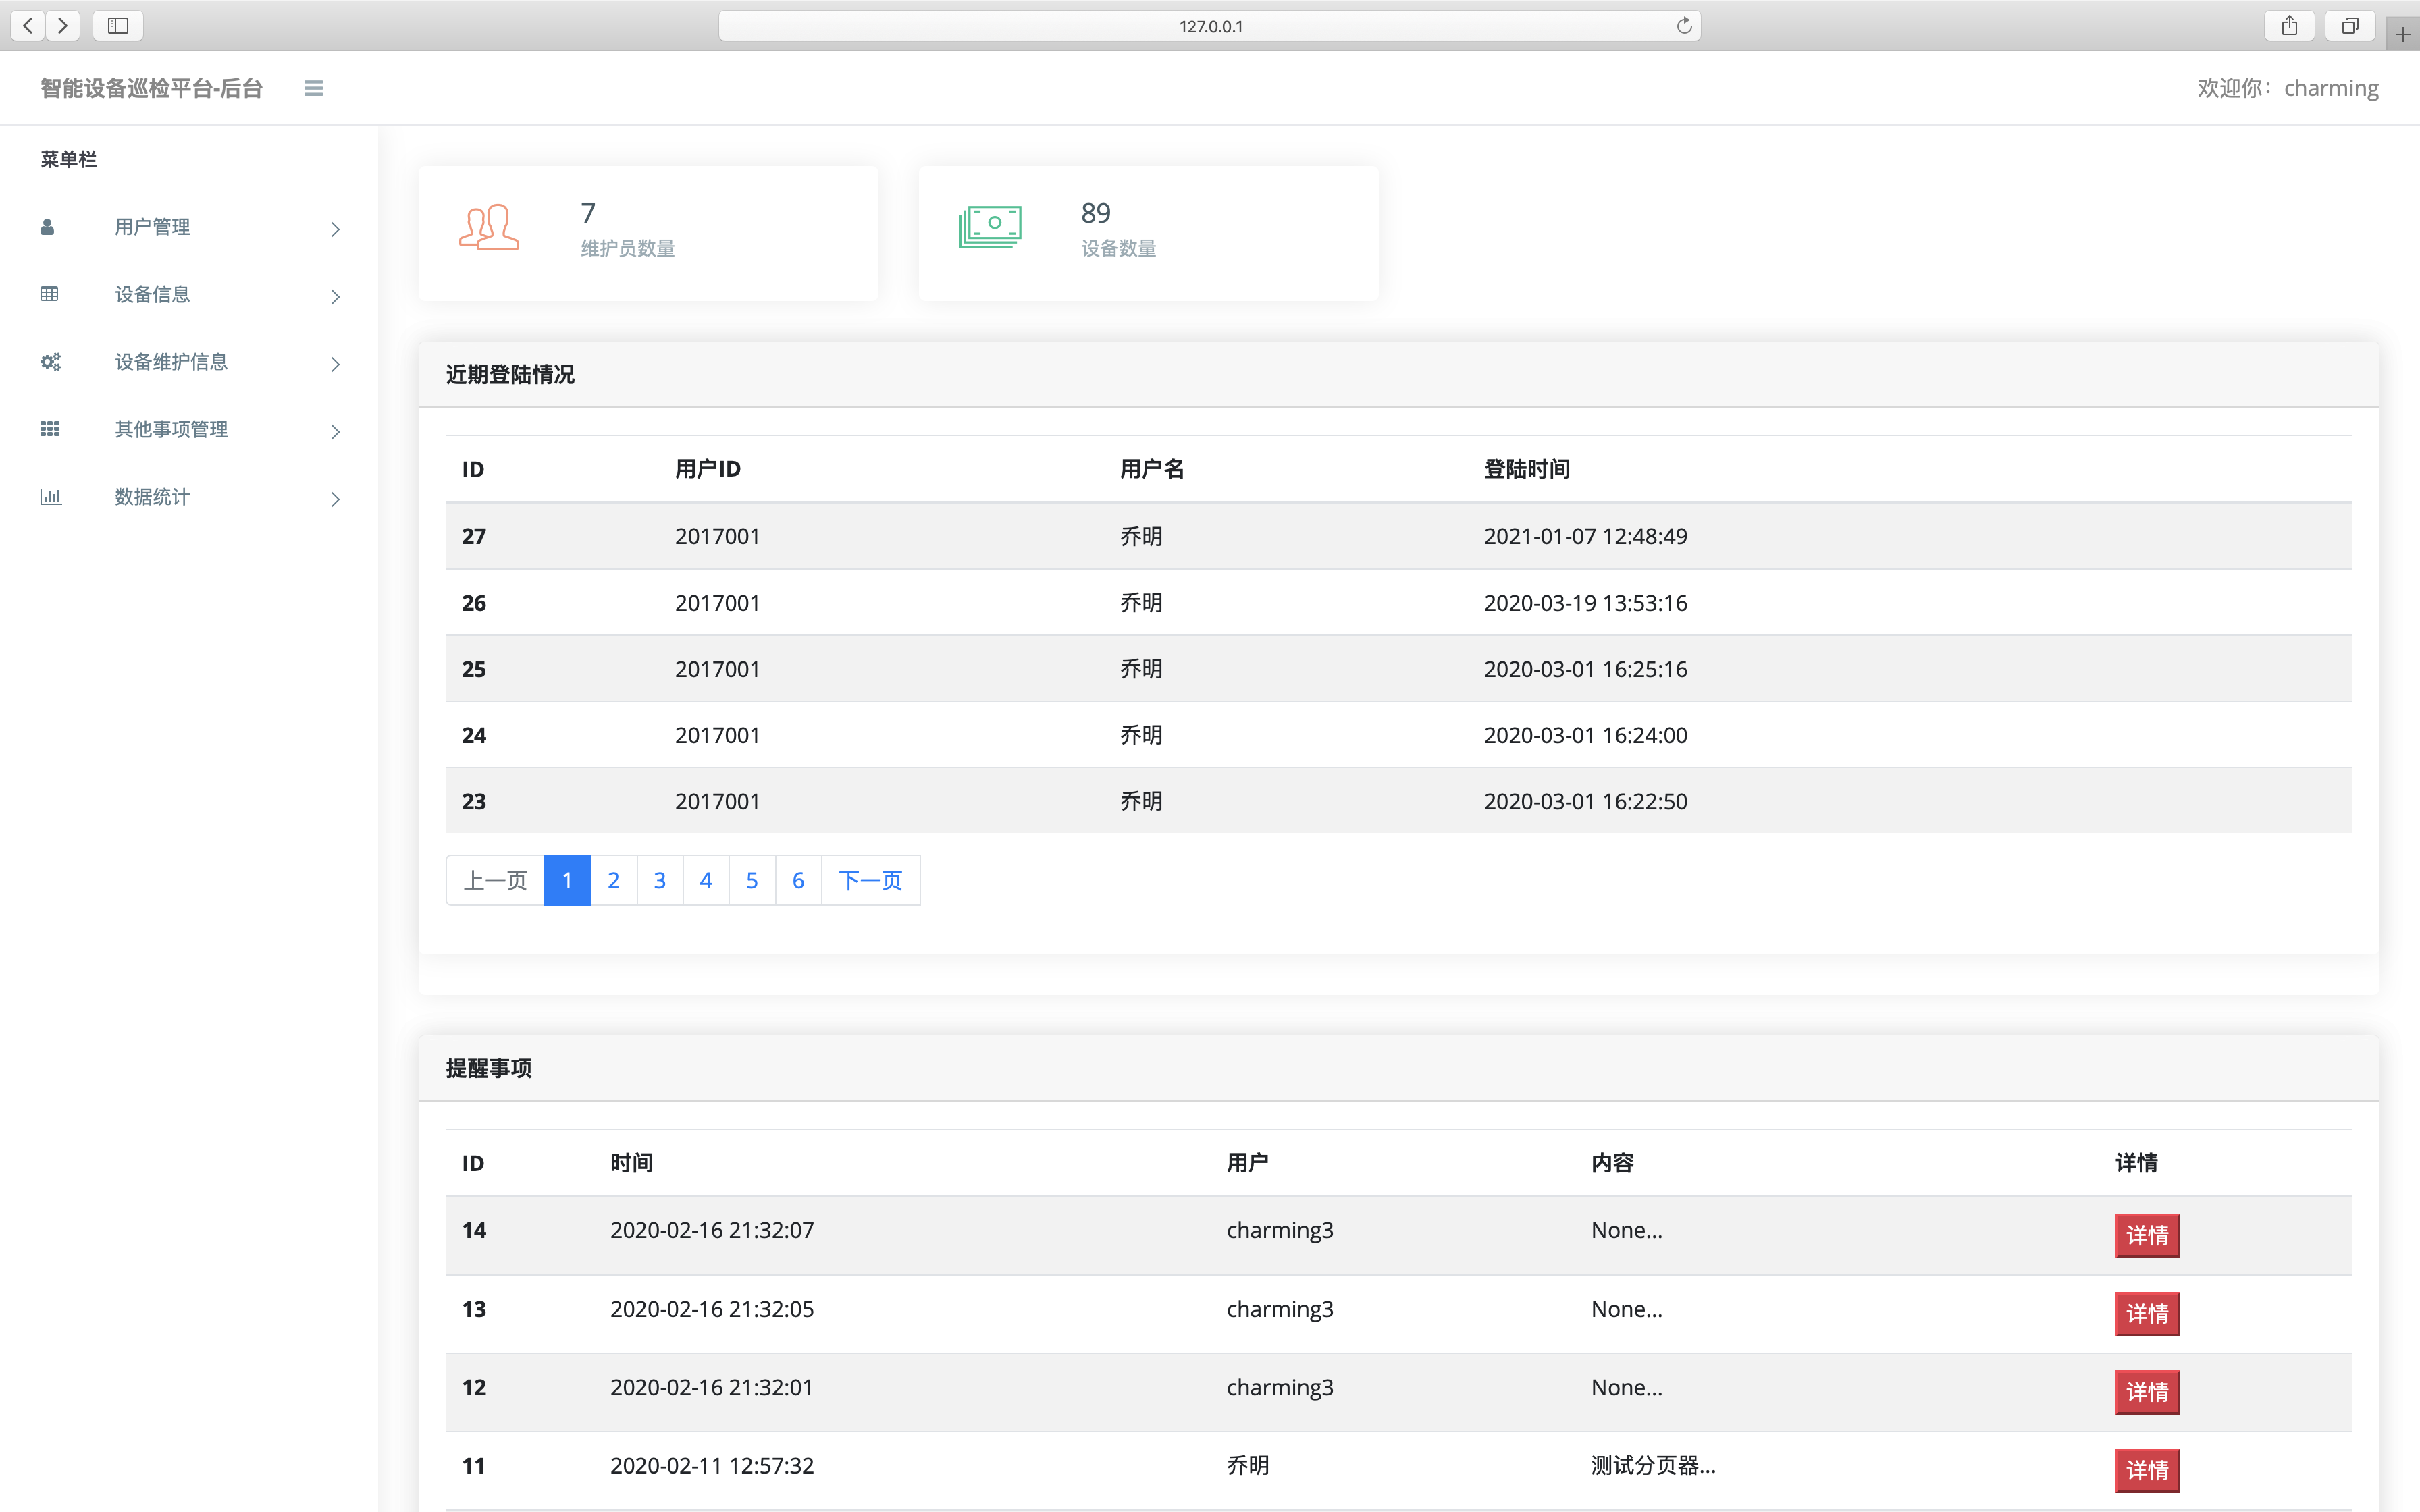 127.0.0.1
智能设备巡检平台-后台
欢迎你：charming
菜单栏
用户管理
设备信息
设备维护信息
其他事项管理
数据统计
7
维护员数量
89
设备数量
近期登陆情况
ID 用户ID 用户名 登陆时间
27 2017001 乔明 2021-01-07 12:48:49
26 2017001 乔明 2020-03-19 13:53:16
25 2017001 乔明 2020-03-01 16:25:16
24 2017001 乔明 2020-03-01 16:24:00
23 2017001 乔明 2020-03-01 16:22:50
上一页 1 2 3 4 5 6 下一页
提醒事项
ID 时间 用户 内容 详情
14 2020-02-16 21:32:07 charming3 None... 详情
13 2020-02-16 21:32:05 charming3 None... 详情
12 2020-02-16 21:32:01 charming3 None... 详情
11 2020-02-11 12:57:32 乔明 测试分页器... 详情